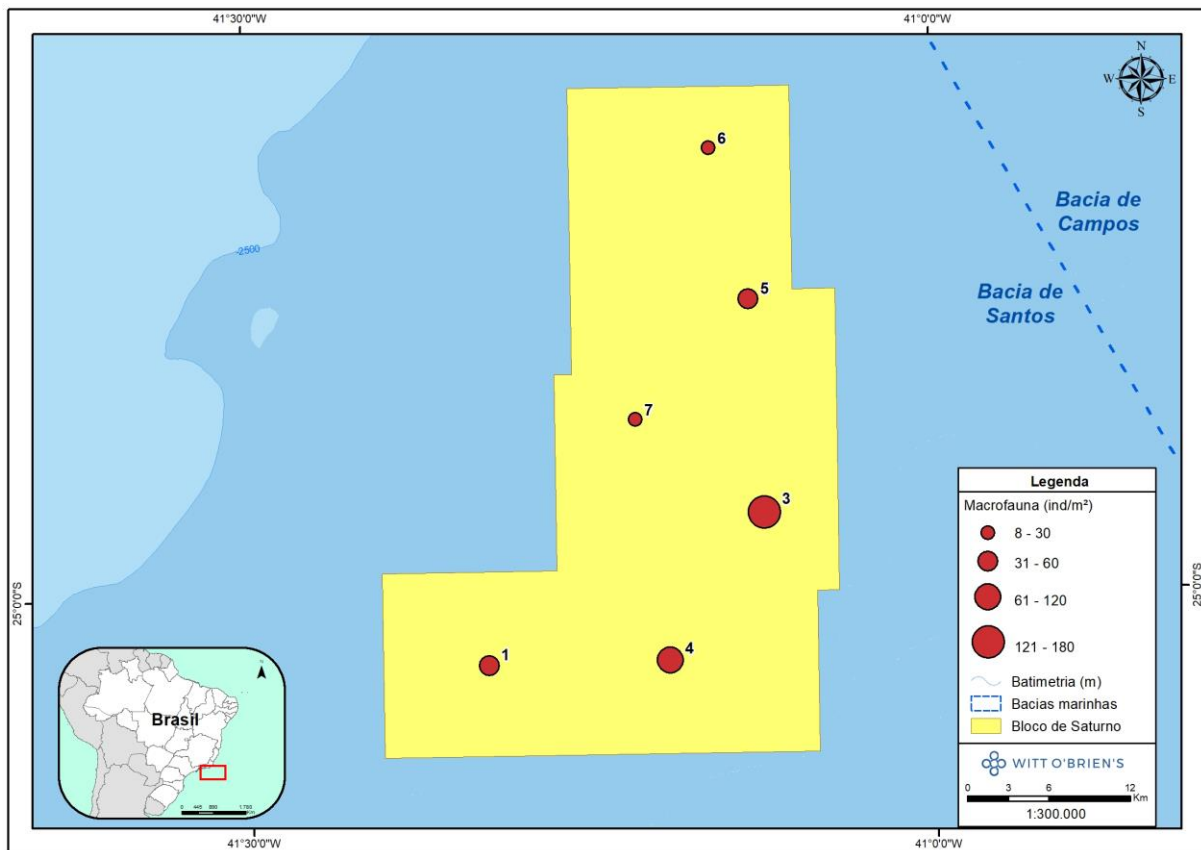 41°30'0"W
41°0'0"W
N
W
E
S
6
Bacia de
Campos
-2500
5
Bacia de
Santos
7
3
Legenda
Macrofauna (ind/m²)
8 - 30
31 - 60
61 - 120
121 - 180
Batimetria (m)
Bacias marinhas
Bloco de Saturno
25°0'0"S
25°0'0"S
1
4
Brasil
WITT O'BRIEN'S
0 3 6 12
Km
1:300.000
41°30'0"W
41°0'0"W